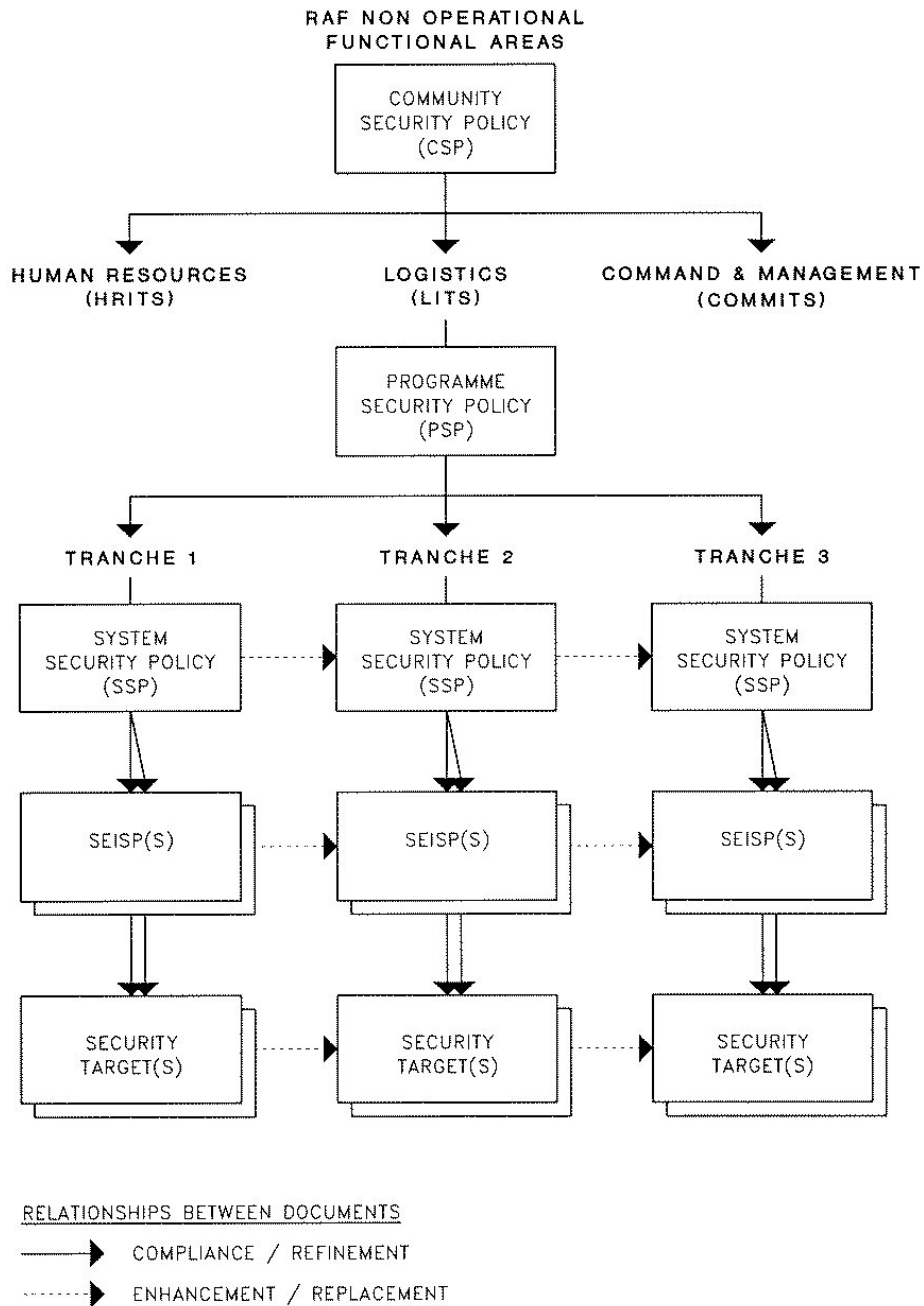 RAF NON OPERATIONAL
FUNCTIONAL AREAS
COMMUNITY
SECURITY POLICY
(CSP)
HUMAN RESOURCES
(HRITS)
LOGISTICS
(LITS)
COMMAND & MANAGEMENT
(COMMITS)
PROGRAMME
SECURITY POLICY
(PSP)
TRANCHE 1
TRANCHE 2
TRANCHE 3
SYSTEM
SECURITY POLICY
(SSP)
SYSTEM
SECURITY POLICY
(SSP)
SYSTEM
SECURITY POLICY
(SSP)
SEISP(S)
SEISP(S)
SEISP(S)
SECURITY
TARGET(S)
SECURITY
TARGET(S)
SECURITY
TARGET(S)
RELATIONSHIPS BETWEEN DOCUMENTS
COMPLIANCE / REFINEMENT
ENHANCEMENT / REPLACEMENT